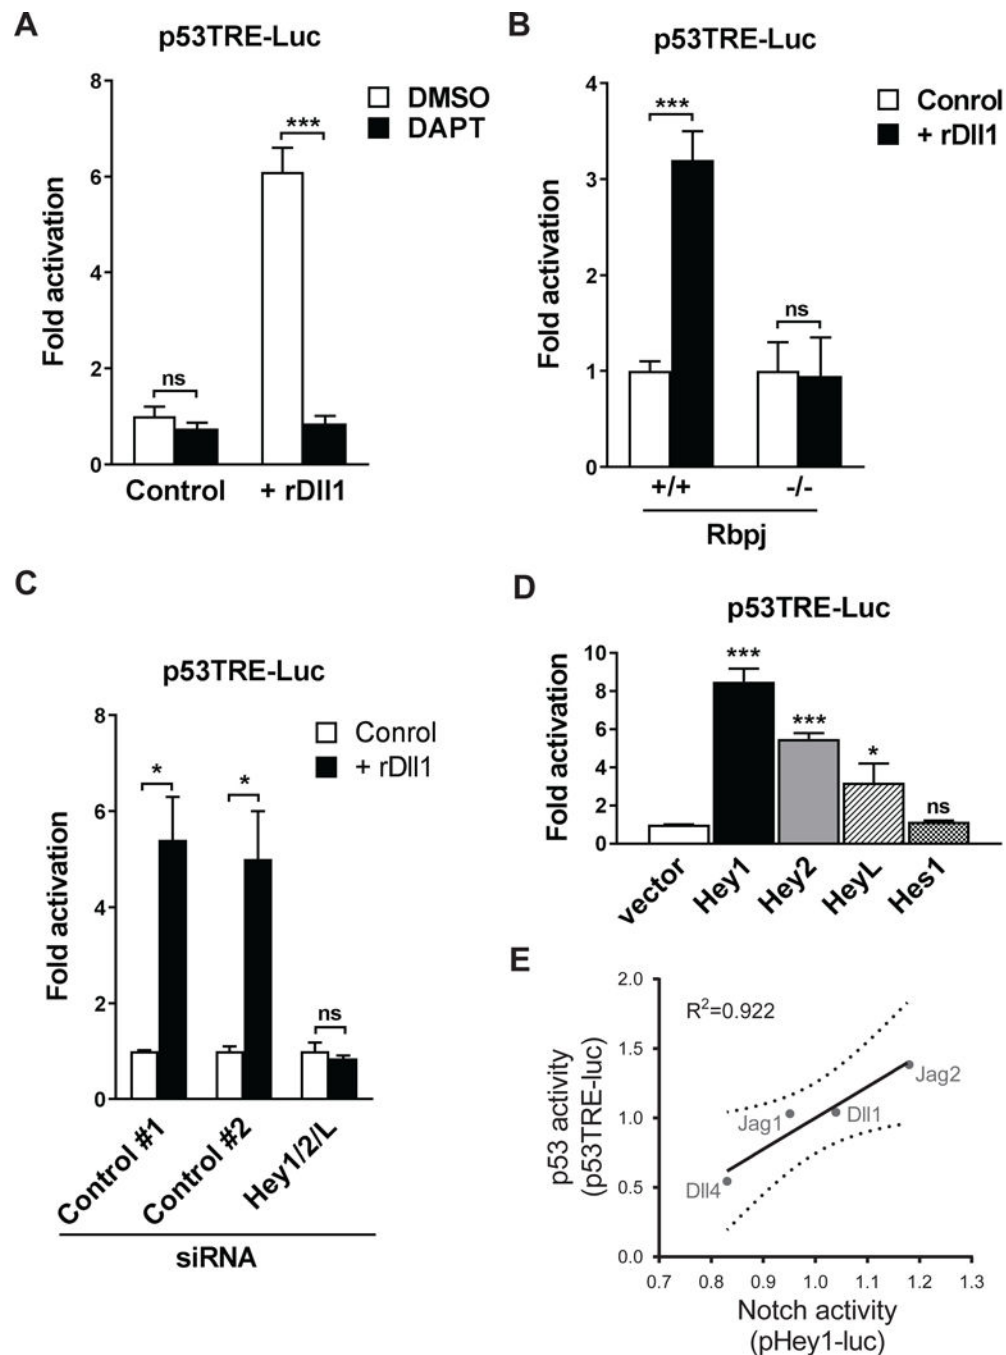 A
p53TRE-Luc
Fold activation
8
6
4
2
0
DMSO
DAPT
***
ns
Control
+ rDll1
B
p53TRE-Luc
Fold activation
4
3
2
1
0
Conrol
+ rDll1
***
ns
+/+
-/-
Rbpj
C
p53TRE-Luc
Fold activation
8
6
4
2
0
Conrol
+ rDll1
*
*
ns
Control #1
Control #2
Hey1/2/L
siRNA
D
p53TRE-Luc
Fold activation
10
8
6
4
2
0
***
***
*
ns
vector
Hey1
Hey2
HeyL
Hes1
E
p53 activity
(p53TRE-luc)
2.0
1.5
1.0
0.5
0.0
R²=0.922
Jag2
Jag1
Dll1
Dll4
0.7 0.8 0.9 1.0 1.1 1.2 1.3
Notch activity
(pHey1-luc)